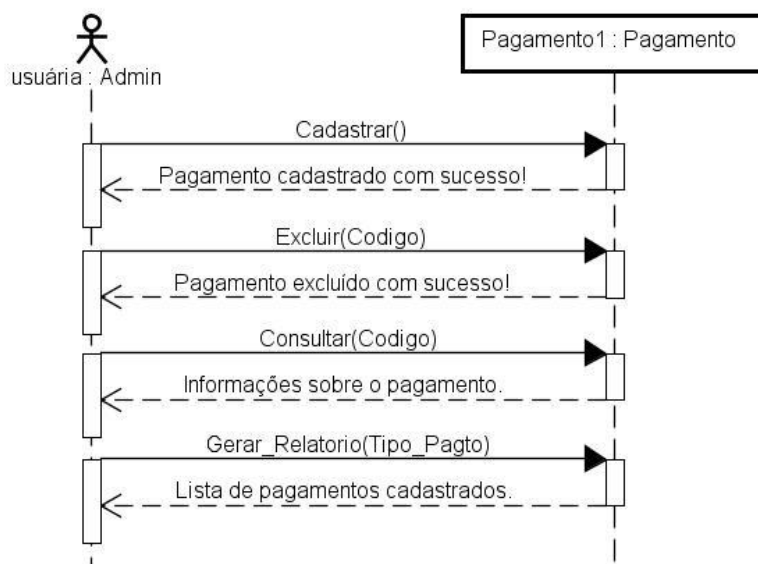 usuária : Admin
Pagamento1 : Pagamento
Cadastrar()
Pagamento cadastrado com sucesso!
Excluir(Codigo)
Pagamento excluído com sucesso!
Consultar(Codigo)
Informações sobre o pagamento.
Gerar_Relatorio(Tipo_Pagto)
Lista de pagamentos cadastrados.